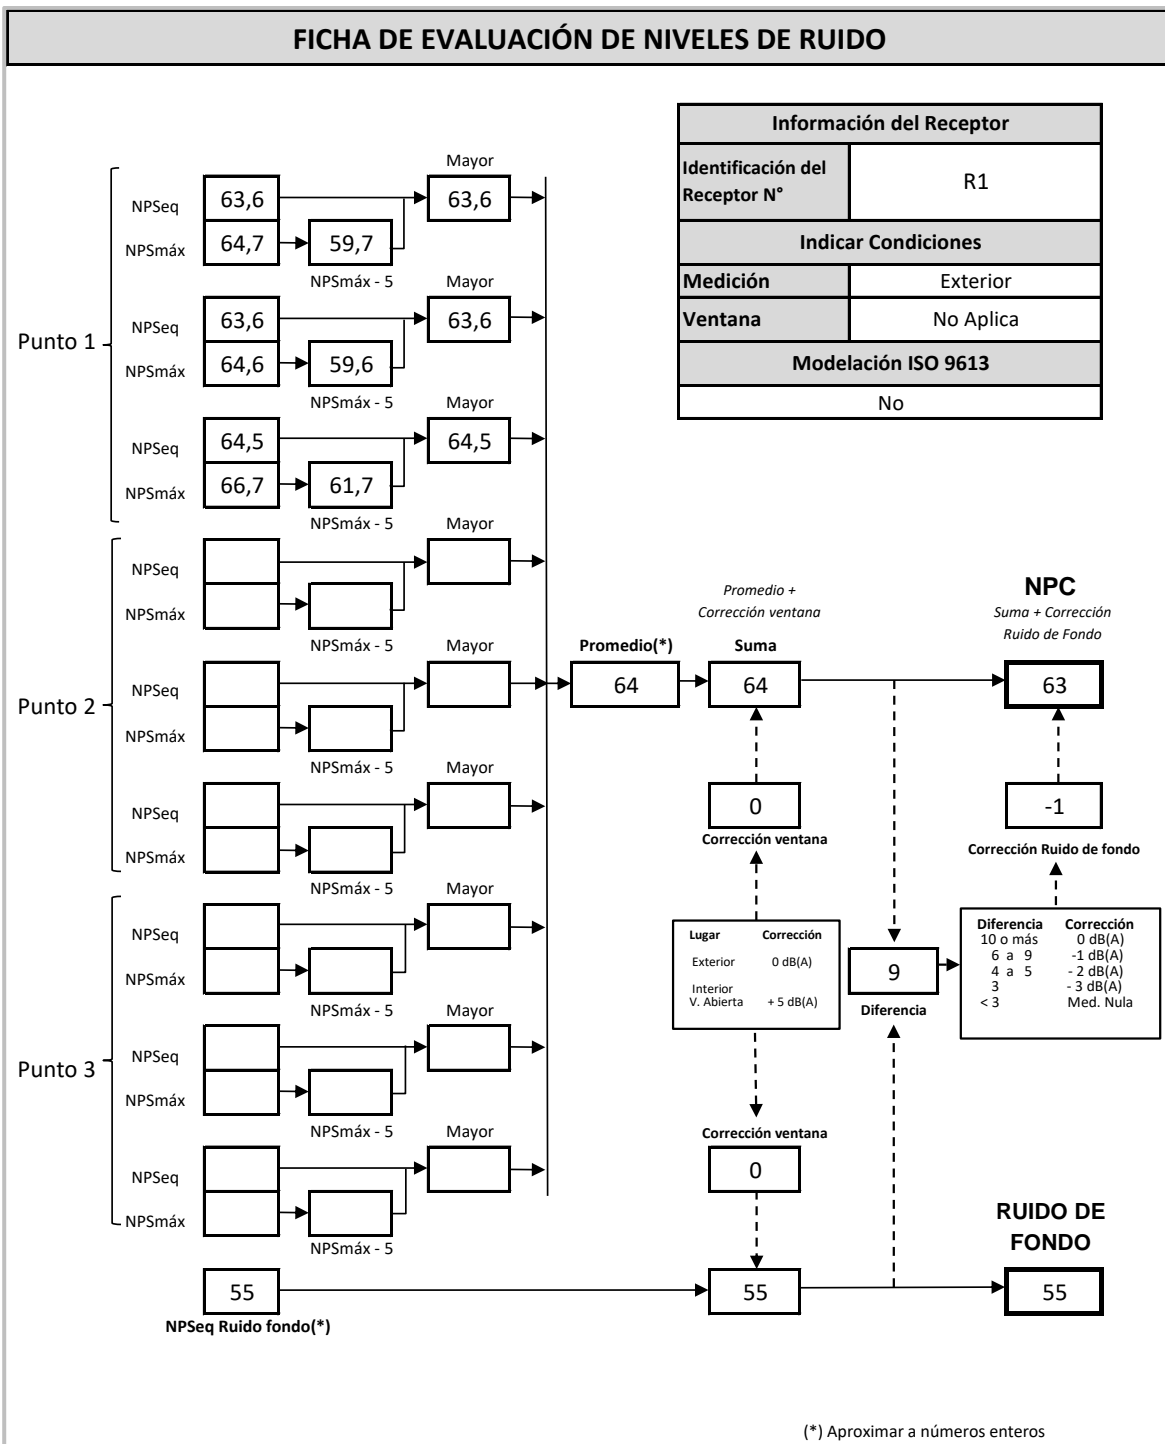 FICHA DE EVALUACIÓN DE NIVELES DE RUIDO
Información del Receptor
Identificación del Receptor N°
R1
Indicar Condiciones
Medición
Exterior
Ventana
No Aplica
Modelación ISO 9613
No
Punto 1
Mayor
NPSeq
63,6
63,6
NPSmáx
64,7
59,7
NPSmáx - 5
Mayor
NPSeq
63,6
63,6
NPSmáx
64,6
59,6
NPSmáx - 5
Mayor
NPSeq
64,5
64,5
NPSmáx
66,7
61,7
NPSmáx - 5
Punto 2
Mayor
NPSeq
NPSmáx
NPSmáx - 5
Mayor
NPSeq
NPSmáx
NPSmáx - 5
Mayor
NPSeq
NPSmáx
NPSmáx - 5
Punto 3
Mayor
NPSeq
NPSmáx
NPSmáx - 5
Mayor
NPSeq
NPSmáx
NPSmáx - 5
Mayor
NPSeq
NPSmáx
NPSmáx - 5
55
NPSeq Ruido fondo(*)
Promedio(*)
64
Promedio +
Corrección ventana
Suma
64
0
Corrección ventana
Lugar Corrección
Exterior 0 dB(A)
Interior
V. Abierta + 5 dB(A)
Corrección ventana
0
55
9
Diferencia
NPC
Suma + Corrección
Ruido de Fondo
63
-1
Corrección Ruido de fondo
Diferencia Corrección
10 o más 0 dB(A)
6 a 9 -1 dB(A)
4 a 5 - 2 dB(A)
3 - 3 dB(A)
< 3 Med. Nula
RUIDO DE
FONDO
55
(*) Aproximar a números enteros